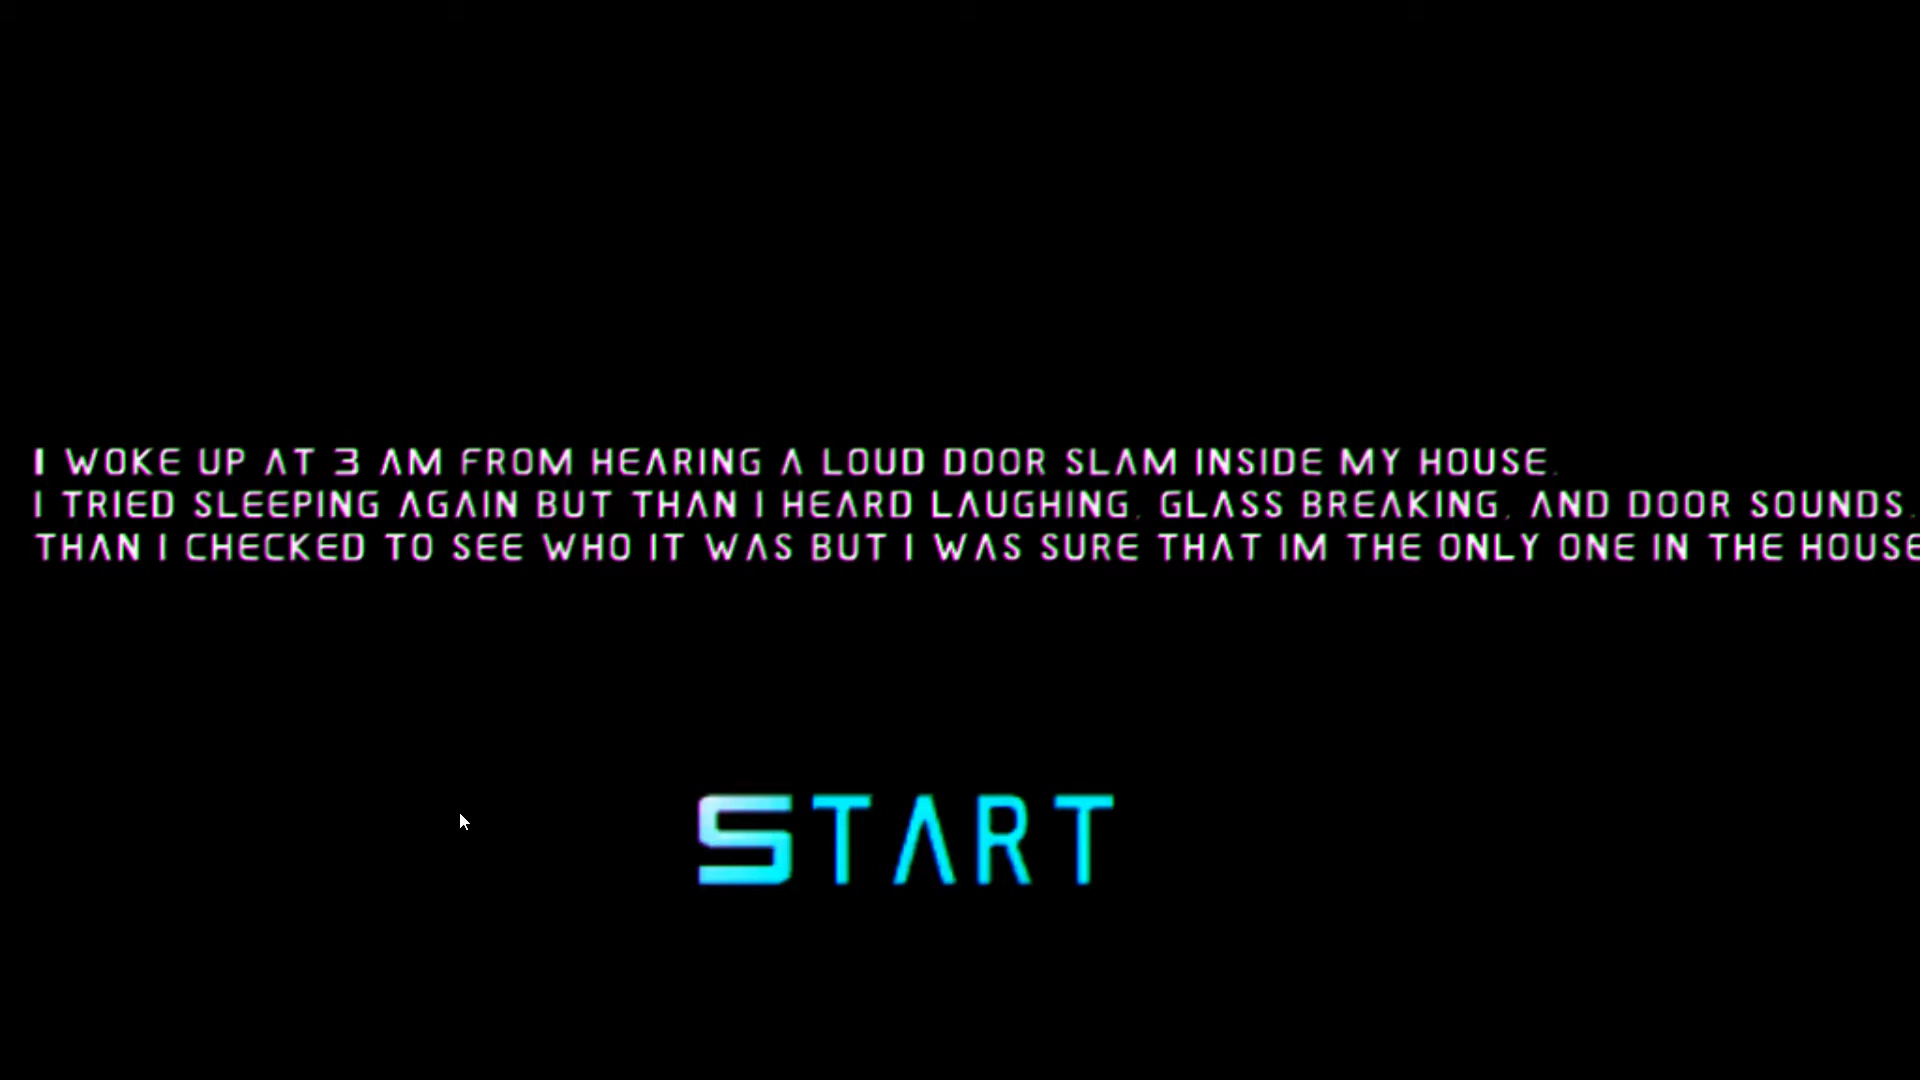 I WOKE UP AT 3 AM FROM HEARING A LOUD DOOR SLAM INSIDE MY HOUSE.
I TRIED SLEEPING AGAIN BUT THAN I HEARD LAUGHING, GLASS BREAKING, AND DOOR SOUNDS.
THAN I CHECKED TO SEE WHO IT WAS BUT I WAS SURE THAT IM THE ONLY ONE IN THE HOUSE
START